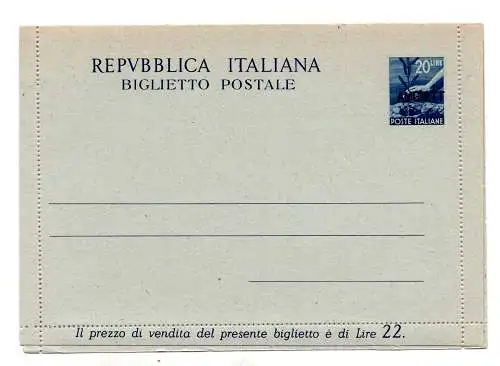 REPVBBLICA ITALIANA
BIGLIETTO POSTALE
20 LIRE
POSTE ITALIANE
Il prezzo di vendita del presente biglietto è di Lire 22.